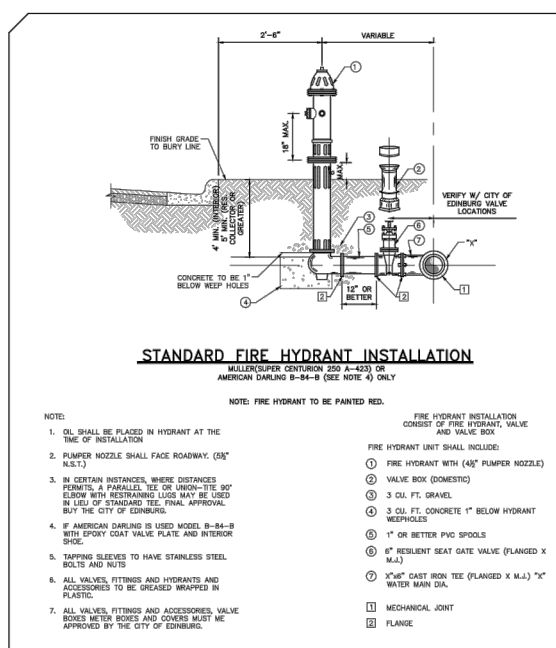 2'-6"
VARIABLE
1
FINISH GRADE
TO BURY LINE
18" MAX.
MAX.
2
VERIFY W/ CITY OF
EDINBURG VALVE
LOCATIONS
4' MIN. (INTERIOR)
5' MIN. (RES.
COLLECTOR OR
GREATER)
3
5
6
7
"X"
CONCRETE TO BE 1"
BELOW WEEP HOLES
4
2
12" OR
BETTER
2
1
STANDARD FIRE HYDRANT INSTALLATION
MULLER(SUPER CENTURION 250 A-423) OR
AMERICAN DARLING B-84-B (SEE NOTE 4) ONLY
NOTE: FIRE HYDRANT TO BE PAINTED RED.
NOTE:
1. OIL SHALL BE PLACED IN HYDRANT AT THE
TIME OF INSTALLATION
2. PUMPER NOZZLE SHALL FACE ROADWAY. N.S.T.)
3. IN CERTAIN INSTANCES, WHERE DISTANCES
PERMITS, A PARALLEL TEE OR UNION-TITE 90°
ELBOW WITH RESTRAINING LUGS MAY BE USED
IN LIEU OF STANDARD TEE. FINAL APPROVAL
BUY THE CITY OF EDINBURG.
4. IF AMERICAN DARLING IS USED MODEL B-84-B
WITH EPOXY COAT VALVE PLATE AND INTERIOR
SHOE.
5. TAPPING SLEEVES TO HAVE STAINLESS STEEL
BOLTS AND NUTS
6. ALL VALVES, FITTINGS AND HYDRANTS AND
ACCESSORIES TO BE GREASED WRAPPED IN
PLASTIC.
7. ALL VALVES, FITTINGS AND ACCESSORIES, VALVE
BOXES METER BOXES AND COVERS MUST ME
APPROVED BY THE CITY OF EDINBURG.
FIRE HYDRANT INSTALLATION
CONSIST OF FIRE HYDRANT, VALVE
AND VALVE BOX
FIRE HYDRANT UNIT SHALL INCLUDE:
1 FIRE HYDRANT WITH (4½" PUMPER NOZZLE)
2 VALVE BOX (DOMESTIC)
3 3 CU. FT. GRAVEL
4 3 CU. FT. CONCRETE 1" BELOW HYDRANT
WEEPHOLES
5 1" OR BETTER PVC SPOOLS
6 6" RESILIENT SEAT GATE VALVE (FLANGED X
M.J.)
7 X"x6" CAST IRON TEE (FLANGED X M.J.) "X"
WATER MAIN DIA.
1 MECHANICAL JOINT
2 FLANGE